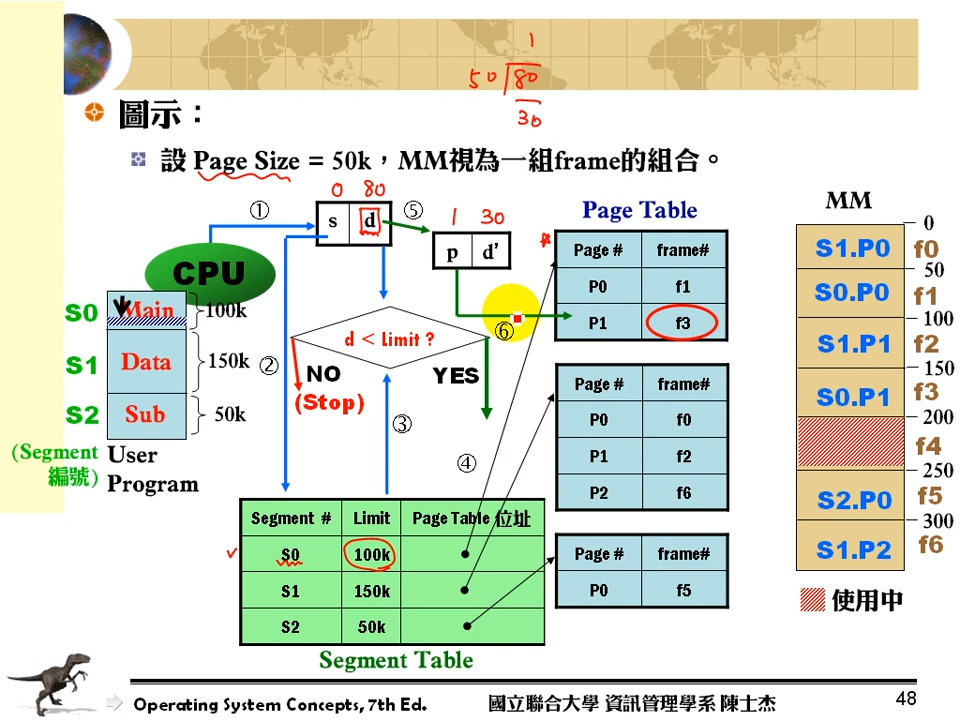 1
50 80
30
圖示：
設 Page Size = 50k，MM視為一組frame的組合。
0 80
① s d ⑤
1 30
p d'
CPU
S0 Main 100k
S1 Data 150k
S2 Sub 50k
(Segment 編號)
User Program
②
d < Limit ?
NO
(Stop)
YES
③
④
⑥
Segment # Limit Page Table 位址
S0 100k
S1 150k
S2 50k
Segment Table
Page Table
Page # frame#
P0 f1
P1 f3
Page # frame#
P0 f0
P1 f2
P2 f6
Page # frame#
P0 f5
MM
0
S1.P0 f0
50
S0.P0 f1
100
S1.P1 f2
150
S0.P1 f3
200
f4
250
S2.P0 f5
300
S1.P2 f6
使用中
Operating System Concepts, 7th Ed.
國立聯合大學 資訊管理學系 陳士杰
48